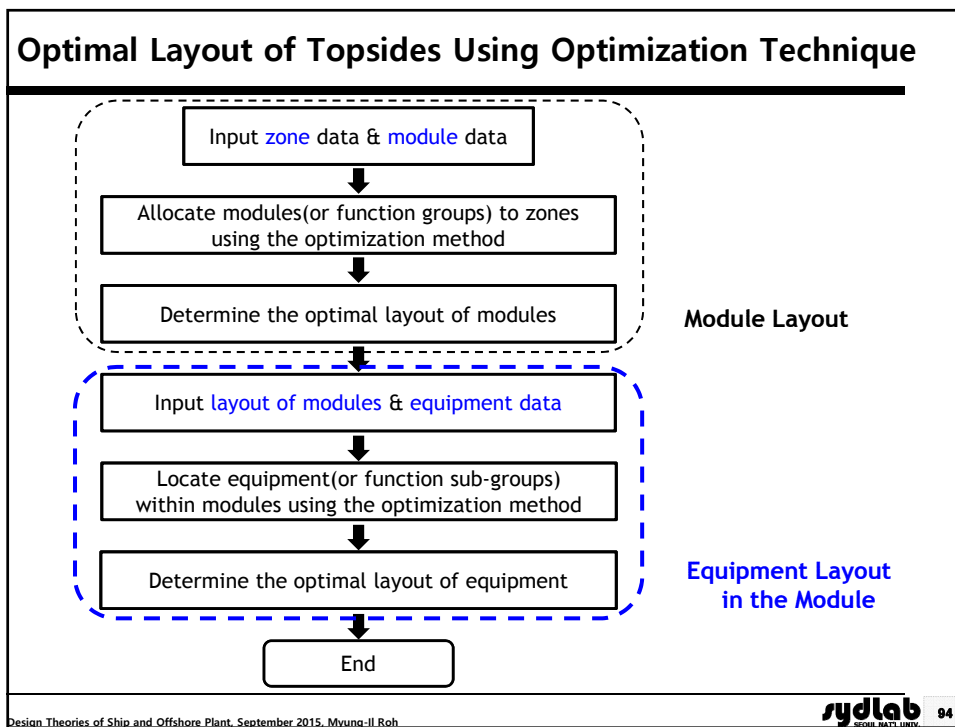 Optimal Layout of Topsides Using Optimization Technique
Input zone data & module data
Allocate modules(or function groups) to zones
using the optimization method
Determine the optimal layout of modules
Module Layout
Input layout of modules & equipment data
Locate equipment(or function sub-groups)
within modules using the optimization method
Determine the optimal layout of equipment
Equipment Layout
in the Module
End
Design Theories of Ship and Offshore Plant, September 2015, Myung-Il Roh
sydlab
SEOUL NAT'L UNIV.
94